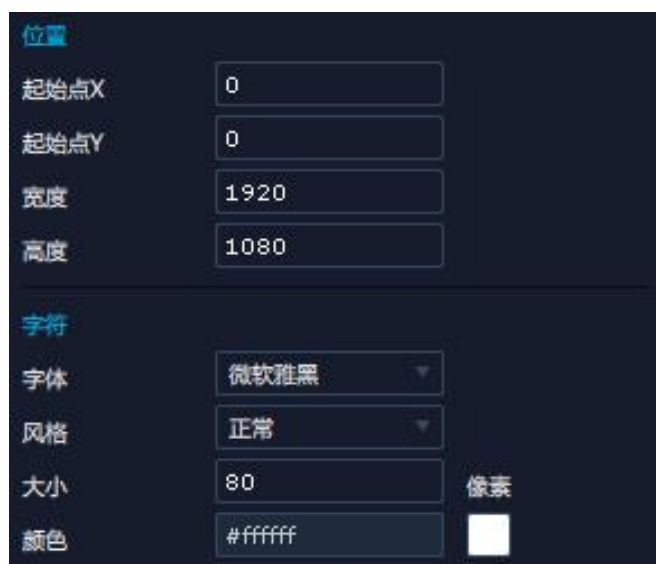 位置
起始点X 0
起始点Y 0
宽度 1920
高度 1080
字符
字体 微软雅黑
风格 正常
大小 80 像素
颜色 #ffffff